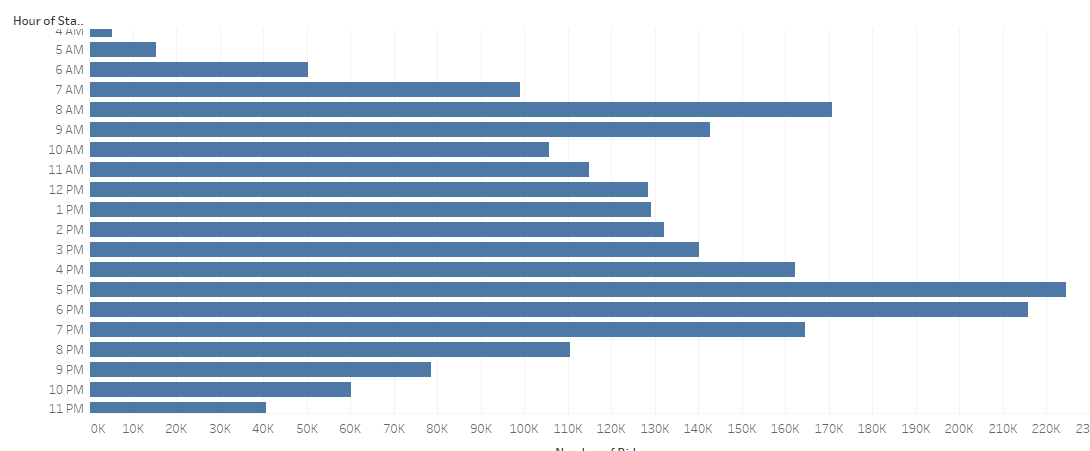 Hour of Sta..
4 AM
5 AM
6 AM
7 AM
8 AM
9 AM
10 AM
11 AM
12 PM
1 PM
2 PM
3 PM
4 PM
5 PM
6 PM
7 PM
8 PM
9 PM
10 PM
11 PM
0K 10K 20K 30K 40K 50K 60K 70K 80K 90K 100K 110K 120K 130K 140K 150K 160K 170K 180K 190K 200K 210K 220K 23